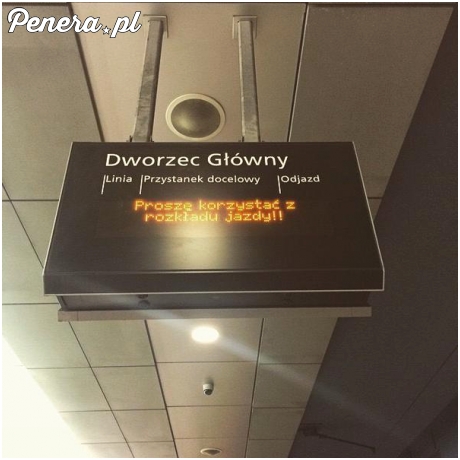 Penera.pl
Dworzec Główny
Linia Przystanek docelowy Odjazd
Proszę korzystać z
rozkładu jazdy!!